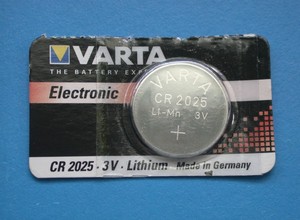 VARTA
THE BATTERY EXP
Electronic
VARTA
CR 2025
Li-Mn 3V
+
CR 2025 · 3V · Lithium Made in Germany